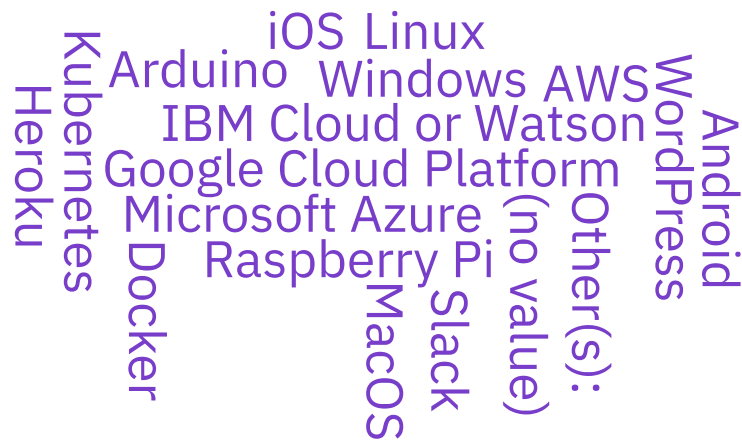 iOS
Linux
Arduino
Windows
AWS
IBM Cloud or Watson
Google Cloud Platform
Microsoft Azure
Raspberry Pi
Heroku
Kubernetes
Docker
MacOS
Slack
(no value)
Other(s):
WordPress
Android